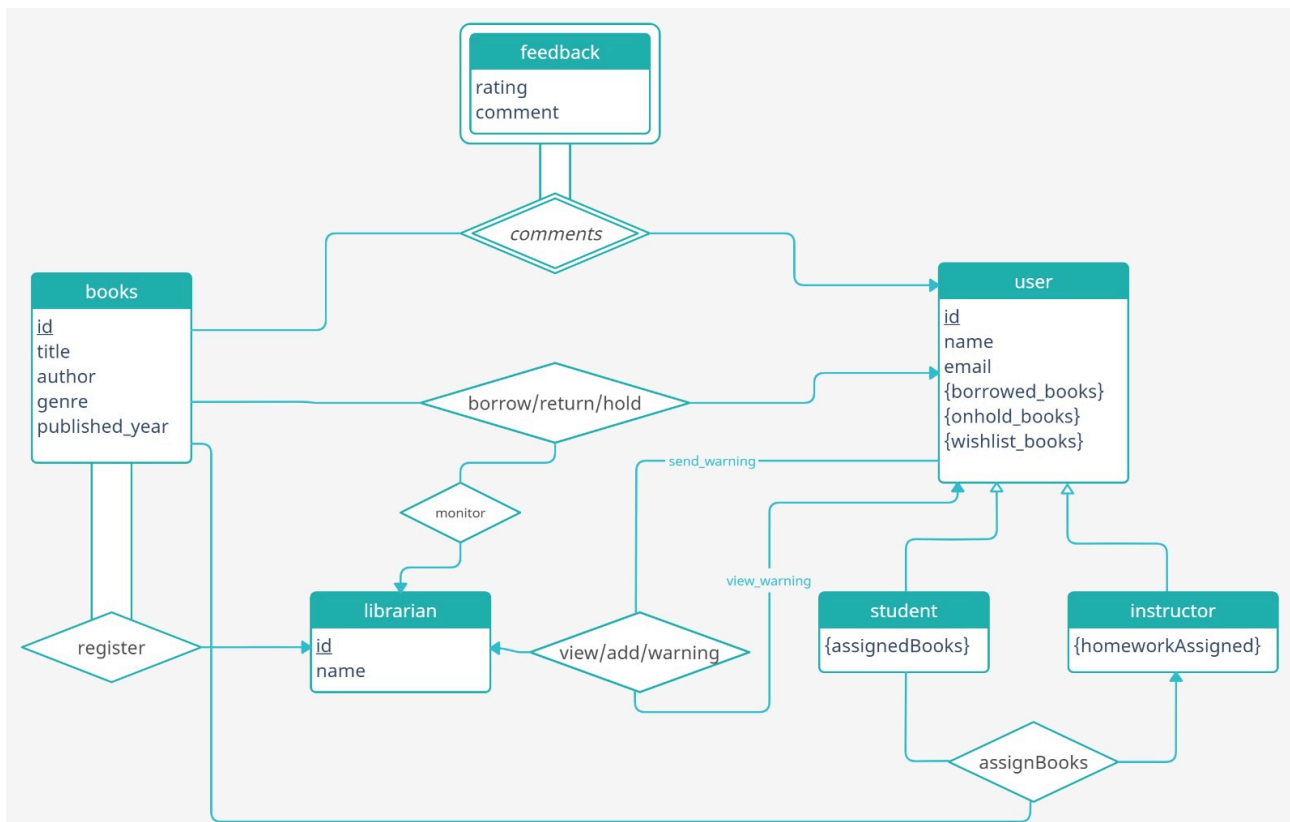 feedback
rating
comment
comments
books
id
title
author
genre
published_year
user
id
name
email
{borrowed_books}
{onhold_books}
{wishlist_books}
borrow/return/hold
send_warning
monitor
view_warning
librarian
id
name
register
view/add/warning
student
{assignedBooks}
instructor
{homeworkAssigned}
assignBooks